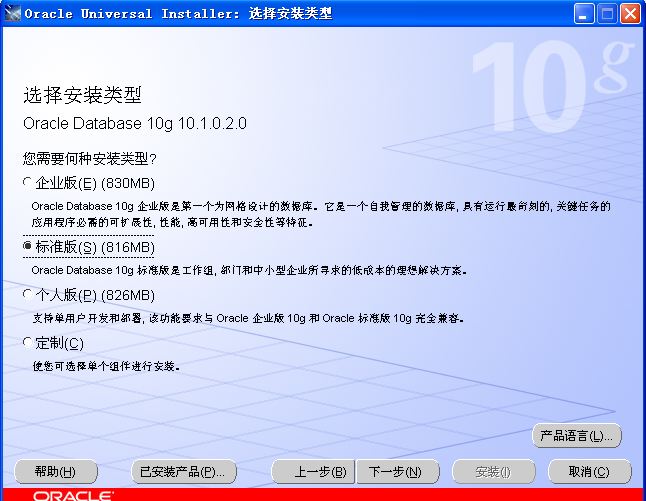 Oracle Universal Installer: 选择安装类型
10g
选择安装类型
Oracle Database 10g 10.1.0.2.0
您需要何种安装类型?
企业版(E) (830MB)
Oracle Database 10g 企业版是第一个为网格设计的数据库。它是一个自我管理的数据库, 具有运行最苛刻的, 关键任务的
应用程序必需的可扩展性, 性能, 高可用性和安全性等特征。
标准版(S) (816MB)
Oracle Database 10g 标准版是工作组, 部门和中小型企业所寻求的低成本的理想解决方案。
个人版(P) (826MB)
支持单用户开发和部署, 该功能要求与 Oracle 企业版 10g 和 Oracle 标准版 10g 完全兼容。
定制(C)
使您可选择单个组件进行安装。
产品语言(L)...
帮助(H) 已安装产品(P)... 上一步(B) 下一步(N) 安装(I) 取消(C)
ORACLE